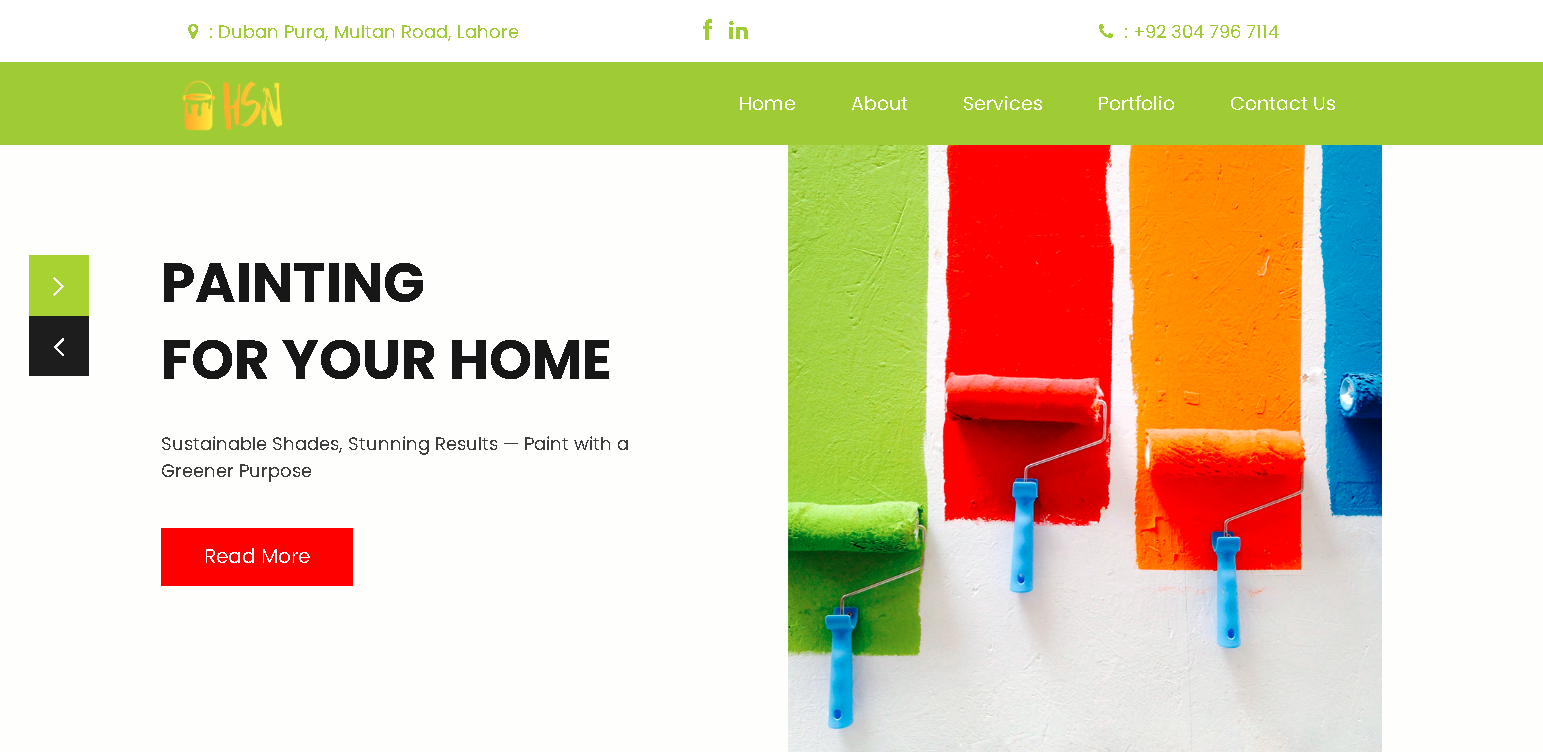 : Duban Pura, Multan Road, Lahore
: +92 304 796 7114
HSN
Home
About
Services
Portfolio
Contact Us
PAINTING
FOR YOUR HOME
Sustainable Shades, Stunning Results — Paint with a
Greener Purpose
Read More